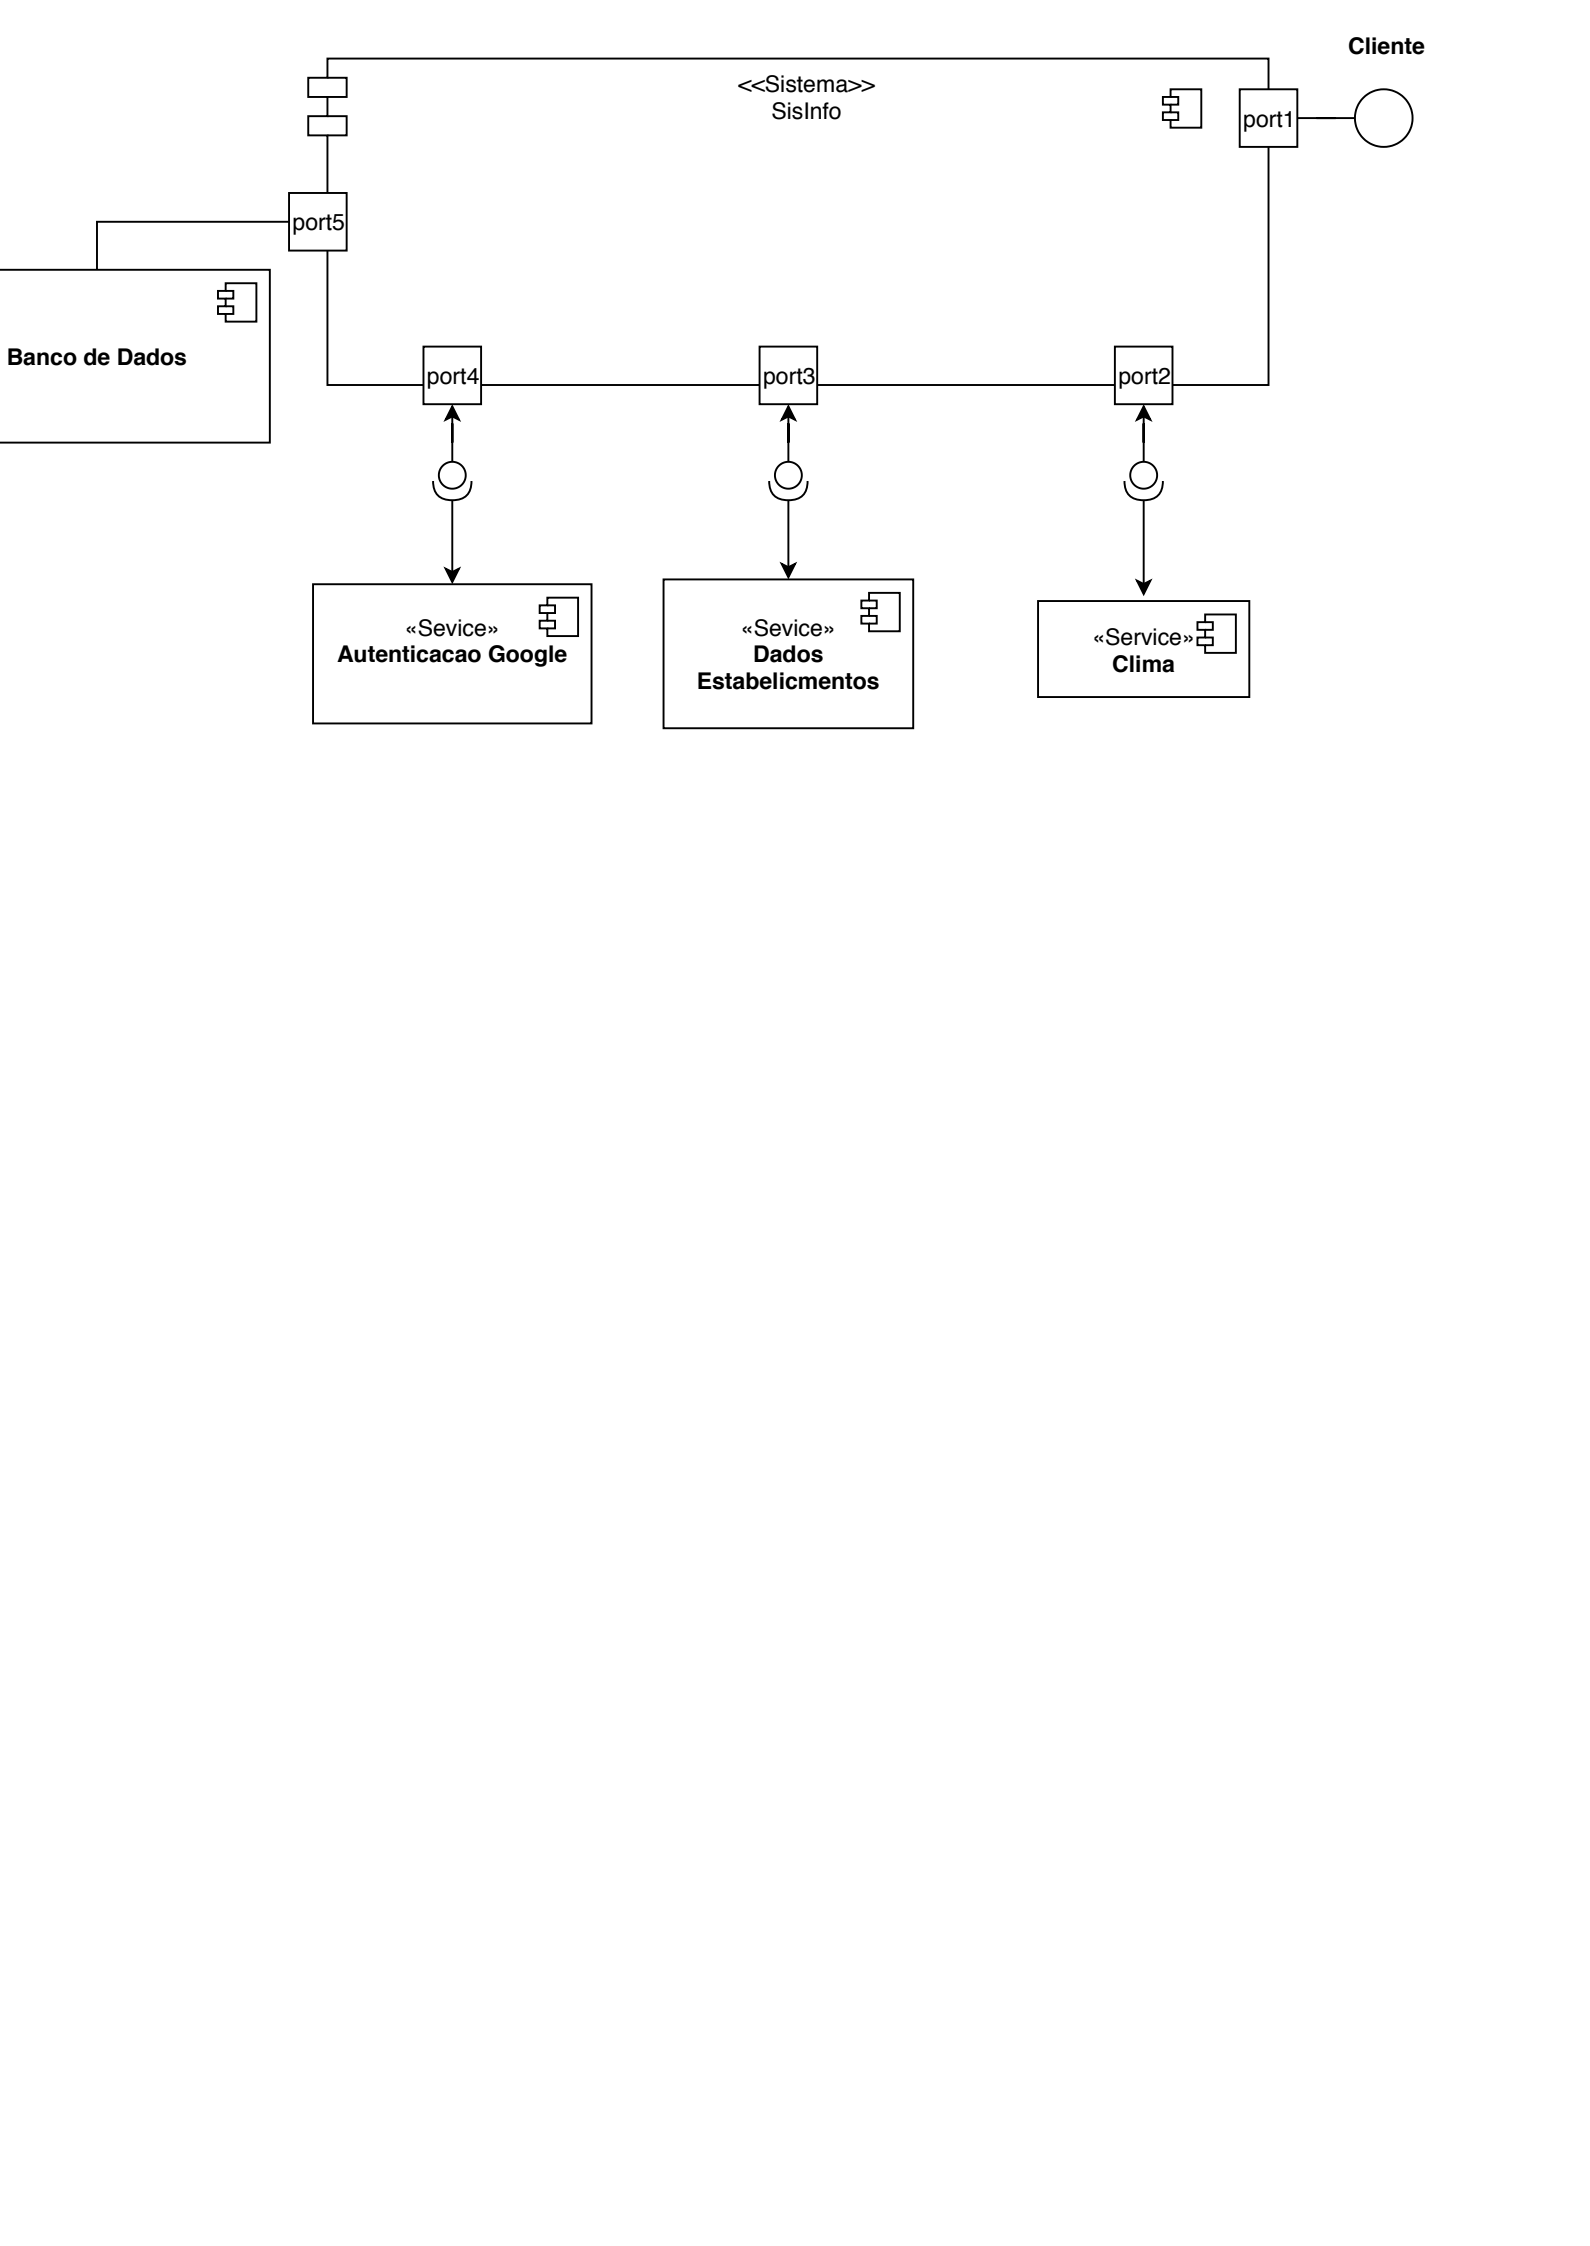 Cliente
<<Sistema>>
SisInfo
port1
port5
Banco de Dados
port4
port3
port2
«Sevice»
Autenticacao Google
«Sevice»
Dados
Estabelicmentos
«Service»
Clima